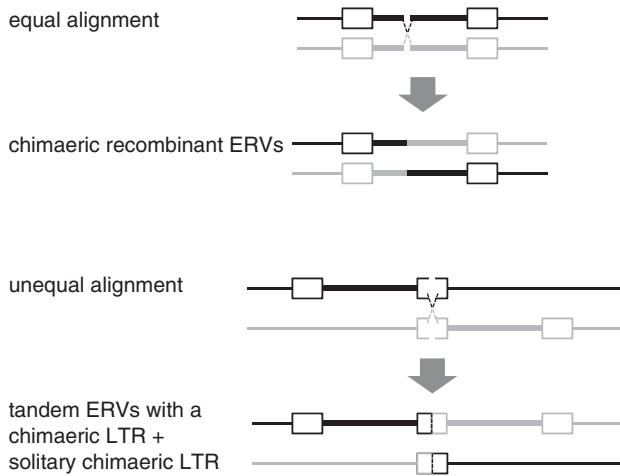 equal alignment
chimaeric recombinant ERVs
unequal alignment
tandem ERVs with a
chimaeric LTR +
solitary chimaeric LTR